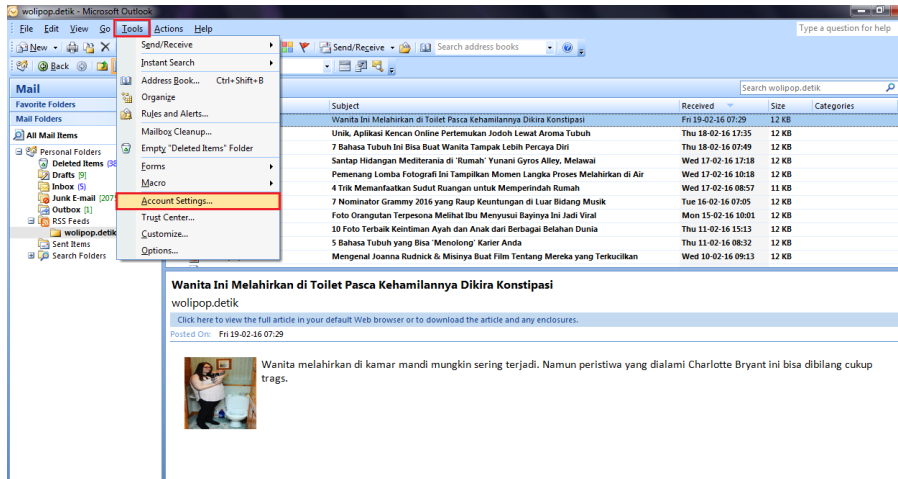 wolipop.detik - Microsoft Outlook
File Edit View Go Tools Actions Help
Type a question for help
New
Send/Receive
Search address books
Back
Mail
Favorite Folders
Mail Folders
All Mail Items
Personal Folders
Deleted Items (38
Drafts [9]
Inbox (5)
Junk E-mail [2075
Outbox [1]
RSS Feeds
wolipop.detik
Sent Items
Search Folders
Send/Receive
Instant Search
Address Book... Ctrl+Shift+B
Organize
Rules and Alerts...
Mailbox Cleanup...
Empty "Deleted Items" Folder
Forms
Macro
Account Settings...
Trust Center...
Customize...
Options...
Search wolipop.detik
Subject Received Size Categories
Wanita Ini Melahirkan di Toilet Pasca Kehamilannya Dikira Konstipasi Fri 19-02-16 07:29 12 KB
Unik, Aplikasi Kencan Online Pertemukan Jodoh Lewat Aroma Tubuh Thu 18-02-16 17:35 12 KB
7 Bahasa Tubuh Ini Bisa Buat Wanita Tampak Lebih Percaya Diri Thu 18-02-16 07:49 12 KB
Santap Hidangan Mediterania di 'Rumah' Yunani Gyros Alley, Melawai Wed 17-02-16 17:18 12 KB
Pemenang Lomba Fotografi Ini Tampilkan Momen Langka Proses Melahirkan di Air Wed 17-02-16 10:18 12 KB
4 Trik Memanfaatkan Sudut Ruangan untuk Memperindah Rumah Wed 17-02-16 08:57 11 KB
7 Nominator Grammy 2016 yang Raup Keuntungan di Luar Bidang Musik Tue 16-02-16 07:05 12 KB
Foto Orangutan Terpesona Melihat Ibu Menyusui Bayinya Ini Jadi Viral Mon 15-02-16 10:01 12 KB
10 Foto Terbaik Keintiman Ayah dan Anak dari Berbagai Belahan Dunia Thu 11-02-16 15:13 12 KB
5 Bahasa Tubuh yang Bisa 'Menolong' Karier Anda Thu 11-02-16 08:32 12 KB
Mengenal Joanna Rudnick & Misinya Buat Film Tentang Mereka yang Terkucilkan Wed 10-02-16 09:13 12 KB
Wanita Ini Melahirkan di Toilet Pasca Kehamilannya Dikira Konstipasi
wolipop.detik
Click here to view the full article in your default Web browser or to download the article and any enclosures.
Posted On: Fri 19-02-16 07:29
Wanita melahirkan di kamar mandi mungkin sering terjadi. Namun peristiwa yang dialami Charlotte Bryant ini bisa dibilang cukup
trags.